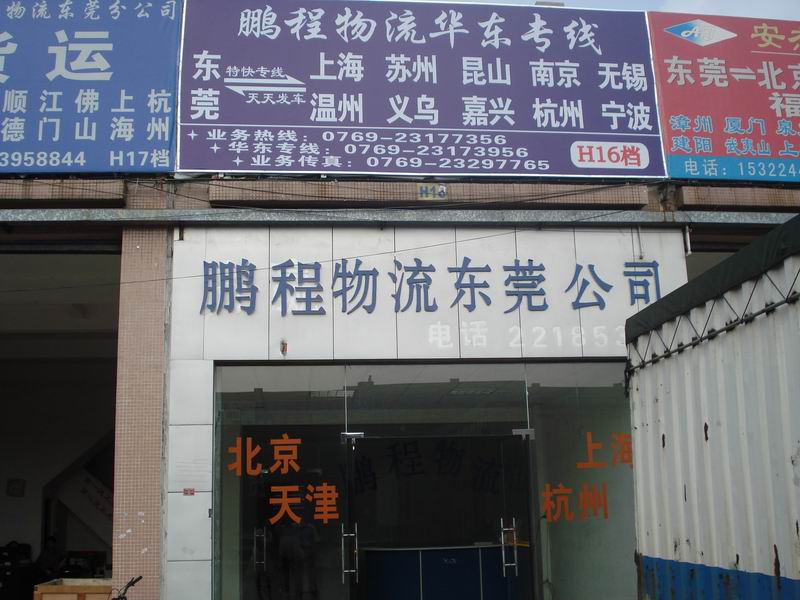 物流东莞分公司
货运
顺江佛上杭
德门山海州
3958844 H17档
鹏程物流华东专线
东莞
特快专线
天天发车
上海 苏州 昆山 南京 无锡
温州 义乌 嘉兴 杭州 宁波
★业务热线：0769-23177356
★华东专线：0769-23173956
★业务传真：0769-23297765
H16档
安
东莞⇌北京
福
漳州 厦门 泉
建阳 武夷山 上
电话：1532244
H16
鹏程物流东莞公司
电话 221853
北京
天津
鹏程物流
上海
杭州